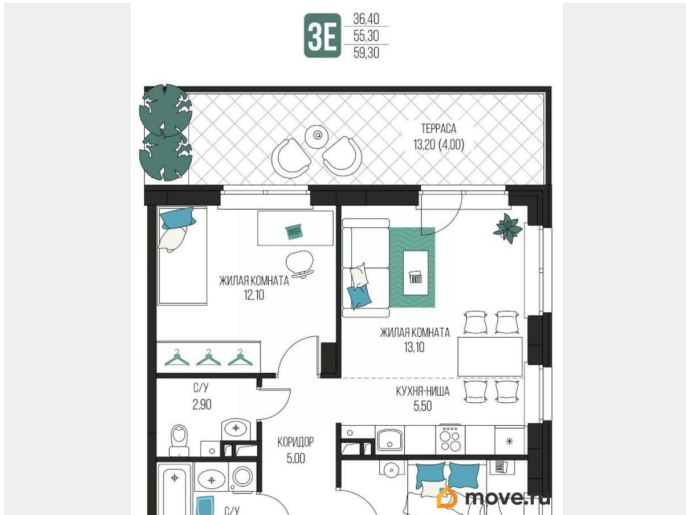 3Е
36,40
55,30
59,30
ТЕРРАСА
13,20 (4,00)
ЖИЛАЯ КОМНАТА
12,10
ЖИЛАЯ КОМНАТА
13,10
С/У
2,90
КУХНЯ-НИША
5,50
КОРИДОР
5,00
С/У
move.ru